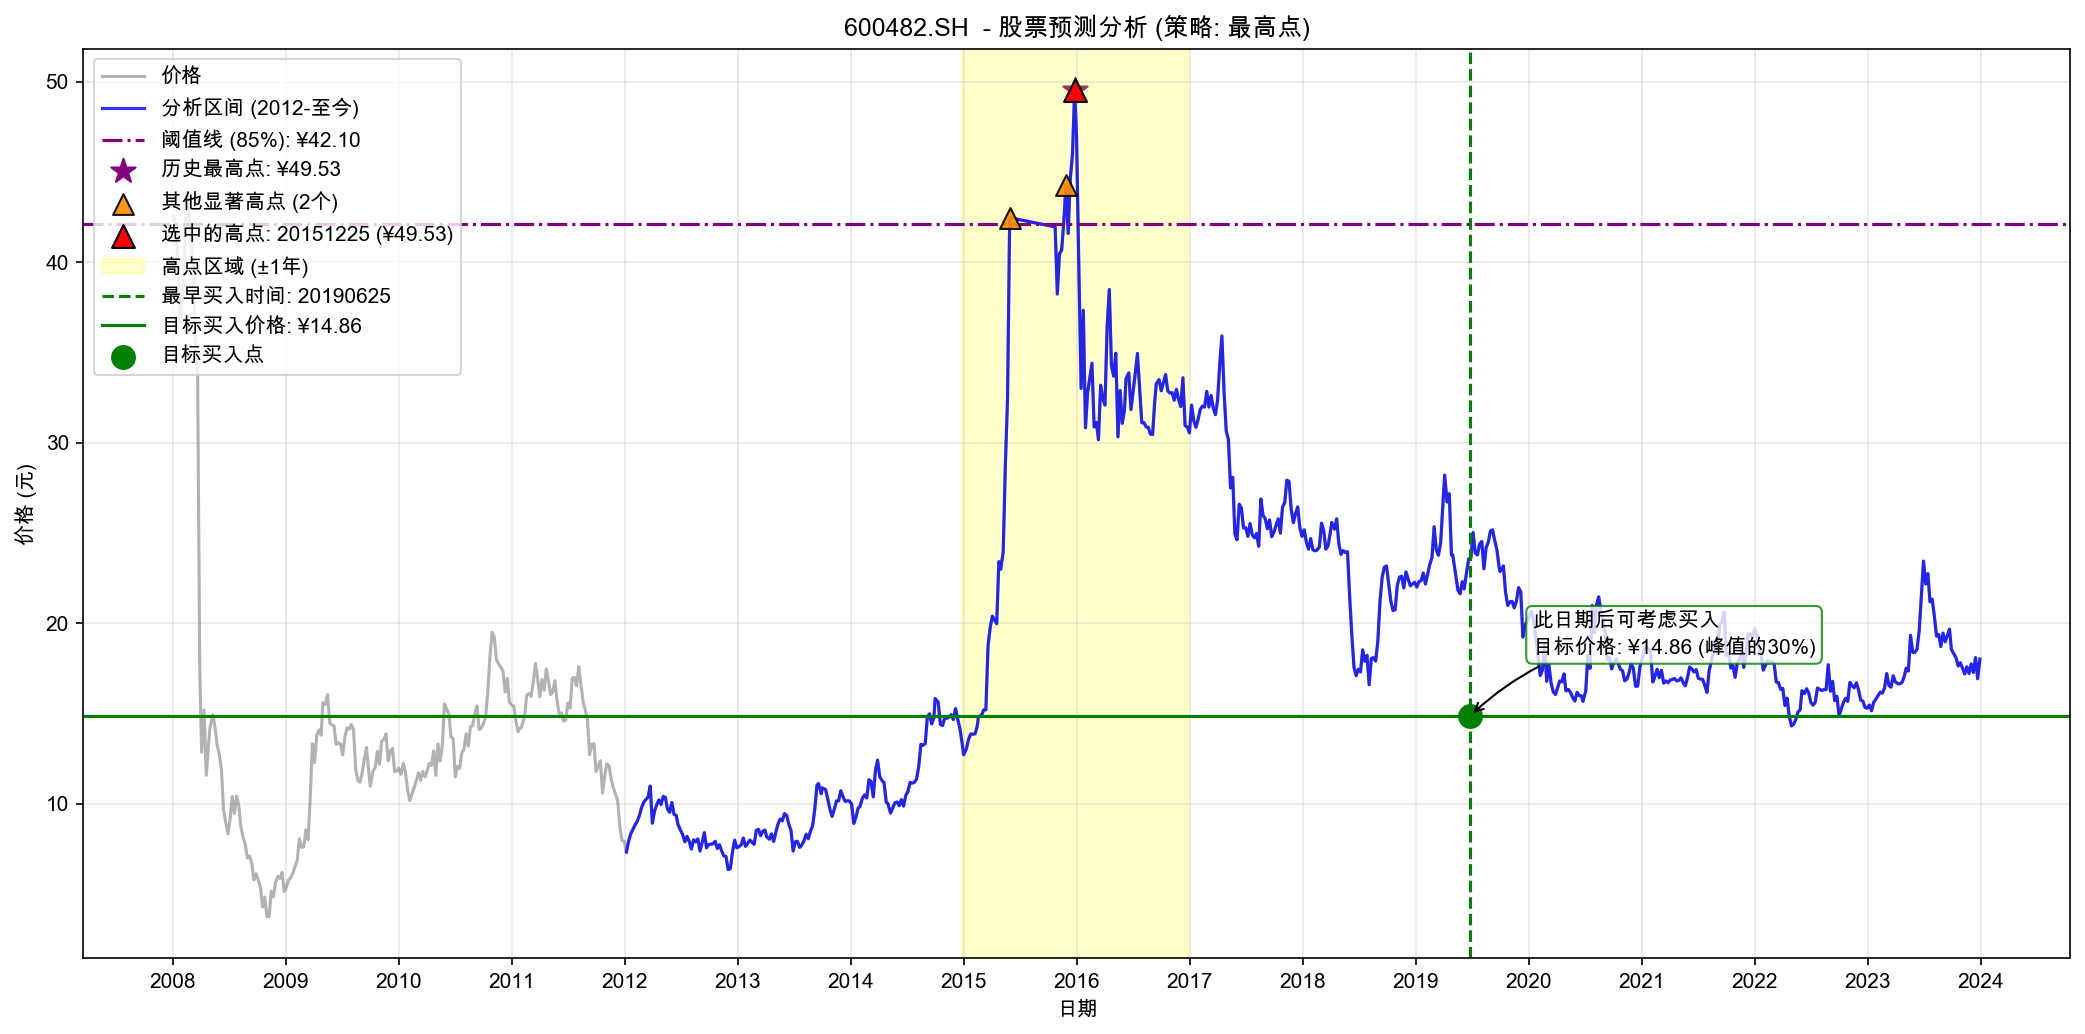 600482.SH - 股票预测分析 (策略: 最高点)
价格
分析区间 (2012-至今)
阈值线 (85%): ¥42.10
历史最高点: ¥49.53
其他显著高点 (2个)
选中的高点: 20151225 (¥49.53)
高点区域 (±1年)
最早买入时间: 20190625
目标买入价格: ¥14.86
目标买入点
50
40
30
20
10
价格 (元)
此日期后可考虑买入
目标价格: ¥14.86 (峰值的30%)
2008 2009 2010 2011 2012 2013 2014 2015 2016 2017 2018 2019 2020 2021 2022 2023 2024
日期